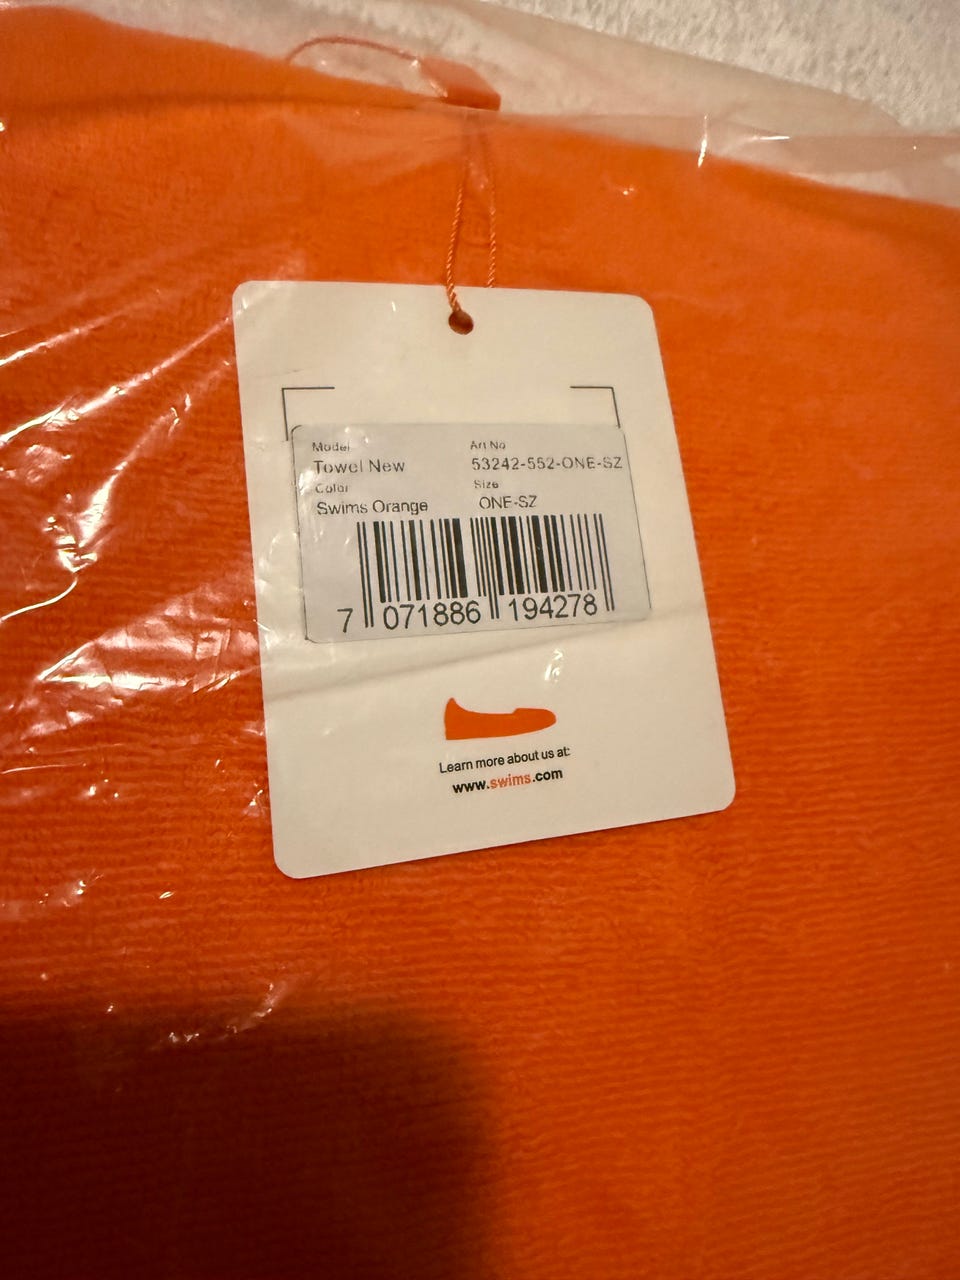 Model Art No
Towel New 53242-552-ONE-SZ
Color Size
Swims Orange ONE-SZ
7 071886 194278
Learn more about us at:
www.swims.com